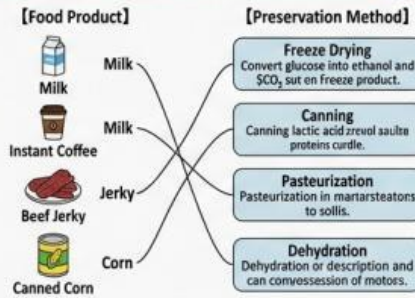 【Food Product】
【Preservation Method】
Milk
Milk
Freeze Drying
Convert glucose into ethanol and
$CO₂ sut en freeze product.
Instant Coffee
Milk
Canning
Canning lactic acid zrevol saulte
proteins curdle.
Beef Jerky
Jerky
Pasteurization
Pasteurization in martarsteatons
to sollis.
Canned Corn
Corn
Dehydration
Dehydration or description and
can convessession of motors.